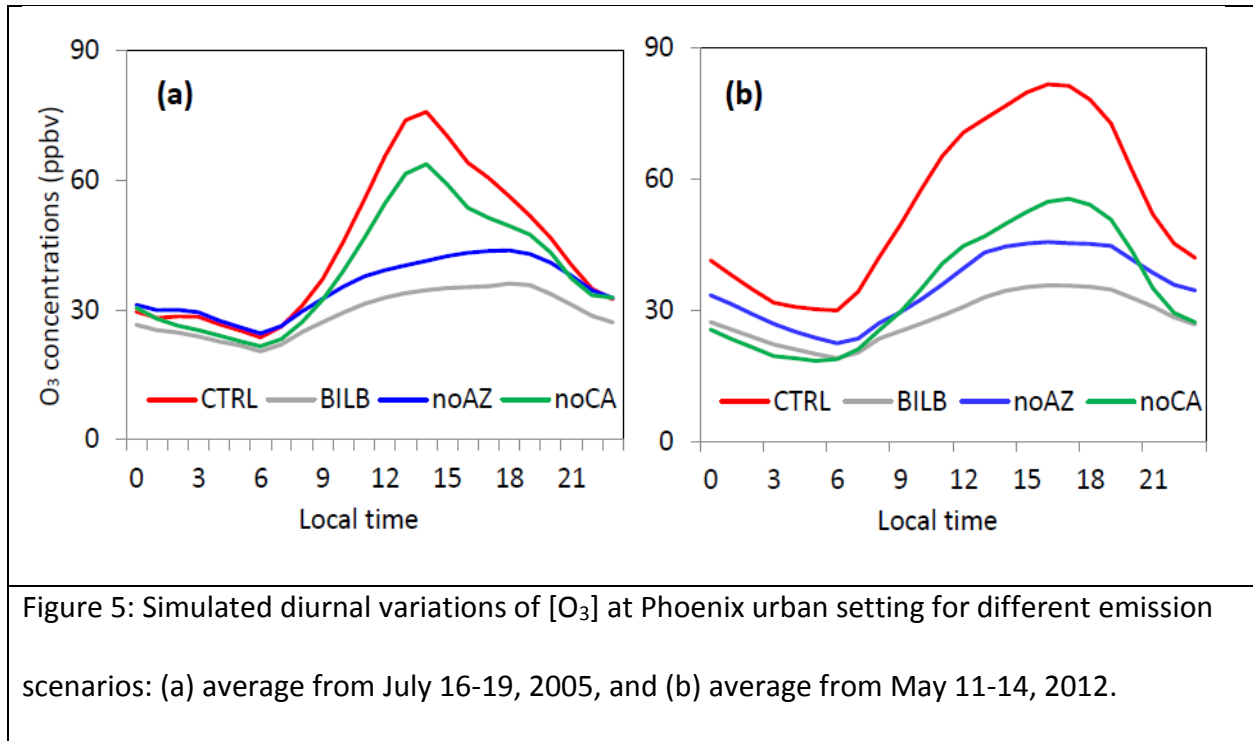 90
(a)
60
30
0
O₃ concentrations (ppbv)
CTRL BILB noAZ noCA
0 3 6 9 12 15 18 21
Local time
90
(b)
60
30
0
CTRL BILB noAZ noCA
0 3 6 9 12 15 18 21
Local time
Figure 5: Simulated diurnal variations of [O₃] at Phoenix urban setting for different emission
scenarios: (a) average from July 16-19, 2005, and (b) average from May 11-14, 2012.